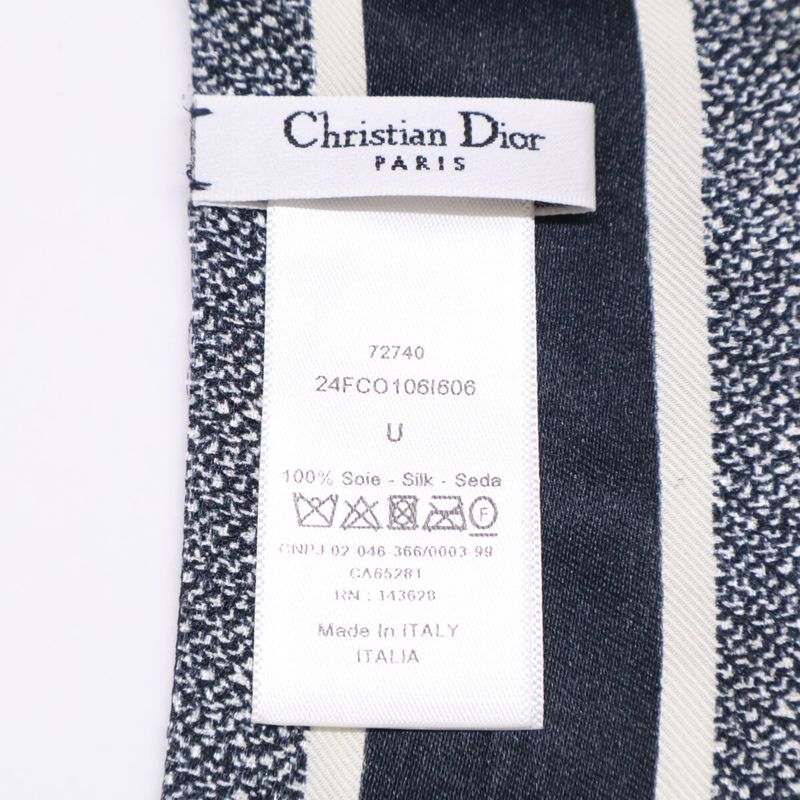 Christian Dior
PARIS
72740
24FCO106I606
U
100% Soie - Silk - Seda
F
CNPJ 02 046 366/0003 99
CA65281
RN : 143628
Made In ITALY
ITALIA